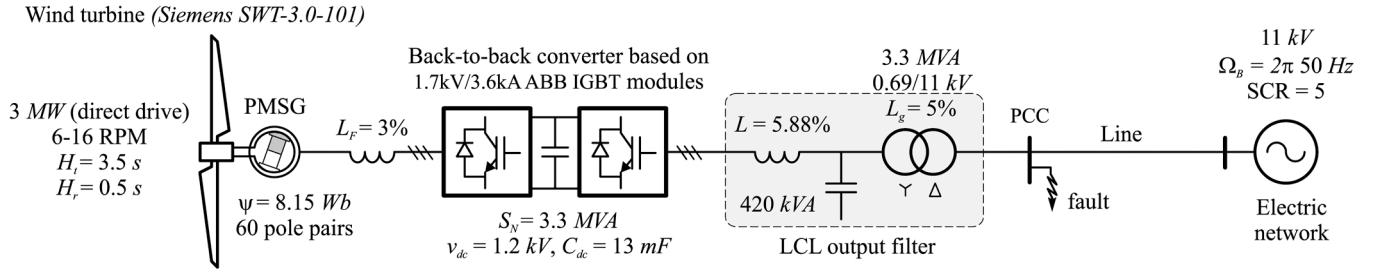 Wind turbine (Siemens SWT-3.0-101)
3 MW (direct drive)
6-16 RPM
Hₜ= 3.5 s
Hᵣ= 0.5 s
PMSG
ψ = 8.15 Wb
60 pole pairs
L_F= 3%
Back-to-back converter based on
1.7kV/3.6kA ABB IGBT modules
S_N = 3.3 MVA
v_dc = 1.2 kV, C_dc = 13 mF
3.3 MVA
0.69/11 kV
L_g= 5%
L = 5.88%
420 kVA
Y Δ
LCL output filter
PCC
fault
Line
11 kV
Ω_B = 2π 50 Hz
SCR = 5
Electric
network